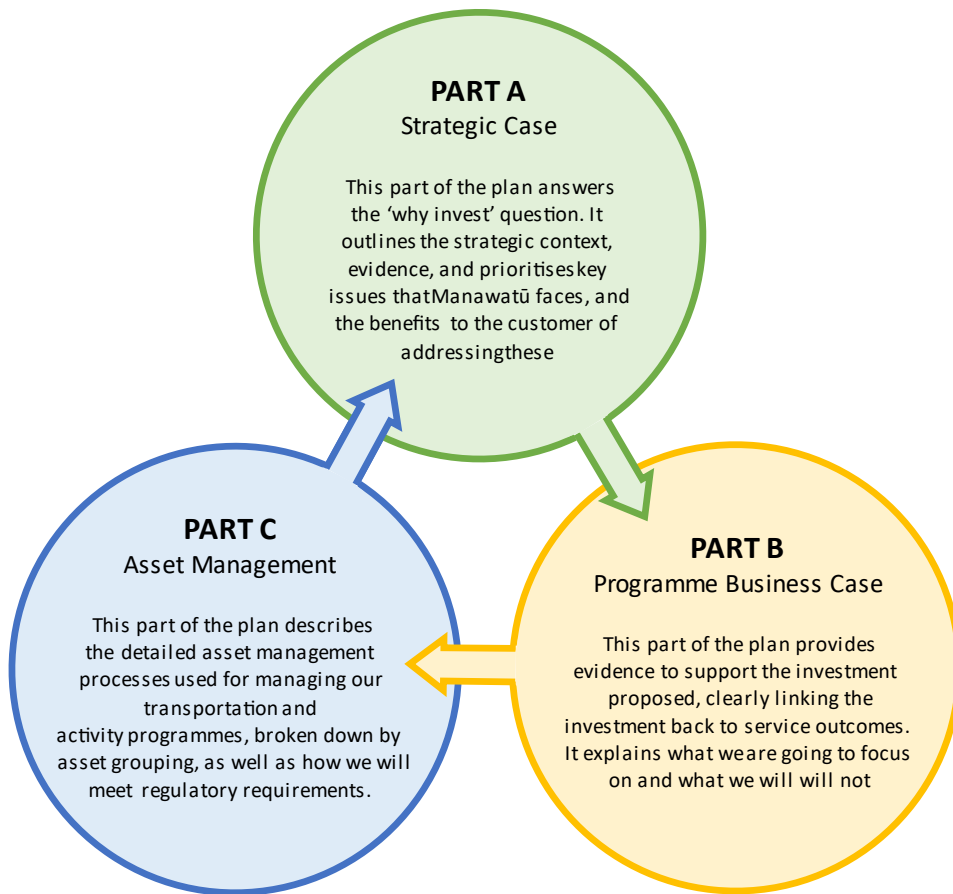 PART A
Strategic Case
This part of the plan answers
the ‘why invest’ question. It
outlines the strategic context,
evidence, and prioritiseskey
issues thatManawatū faces, and
the benefits to the customer of
addressingthese
PART C
Asset Management
This part of the plan describes
the detailed asset management
processes used for managing our
transportation and
activity programmes, broken down by
asset grouping, as well as how we will
meet regulatory requirements.
PART B
Programme Business Case
This part of the plan provides
evidence to support the investment
proposed, clearly linking the
investment back to service outcomes.
It explains what weare going to focus
on and what we will will not